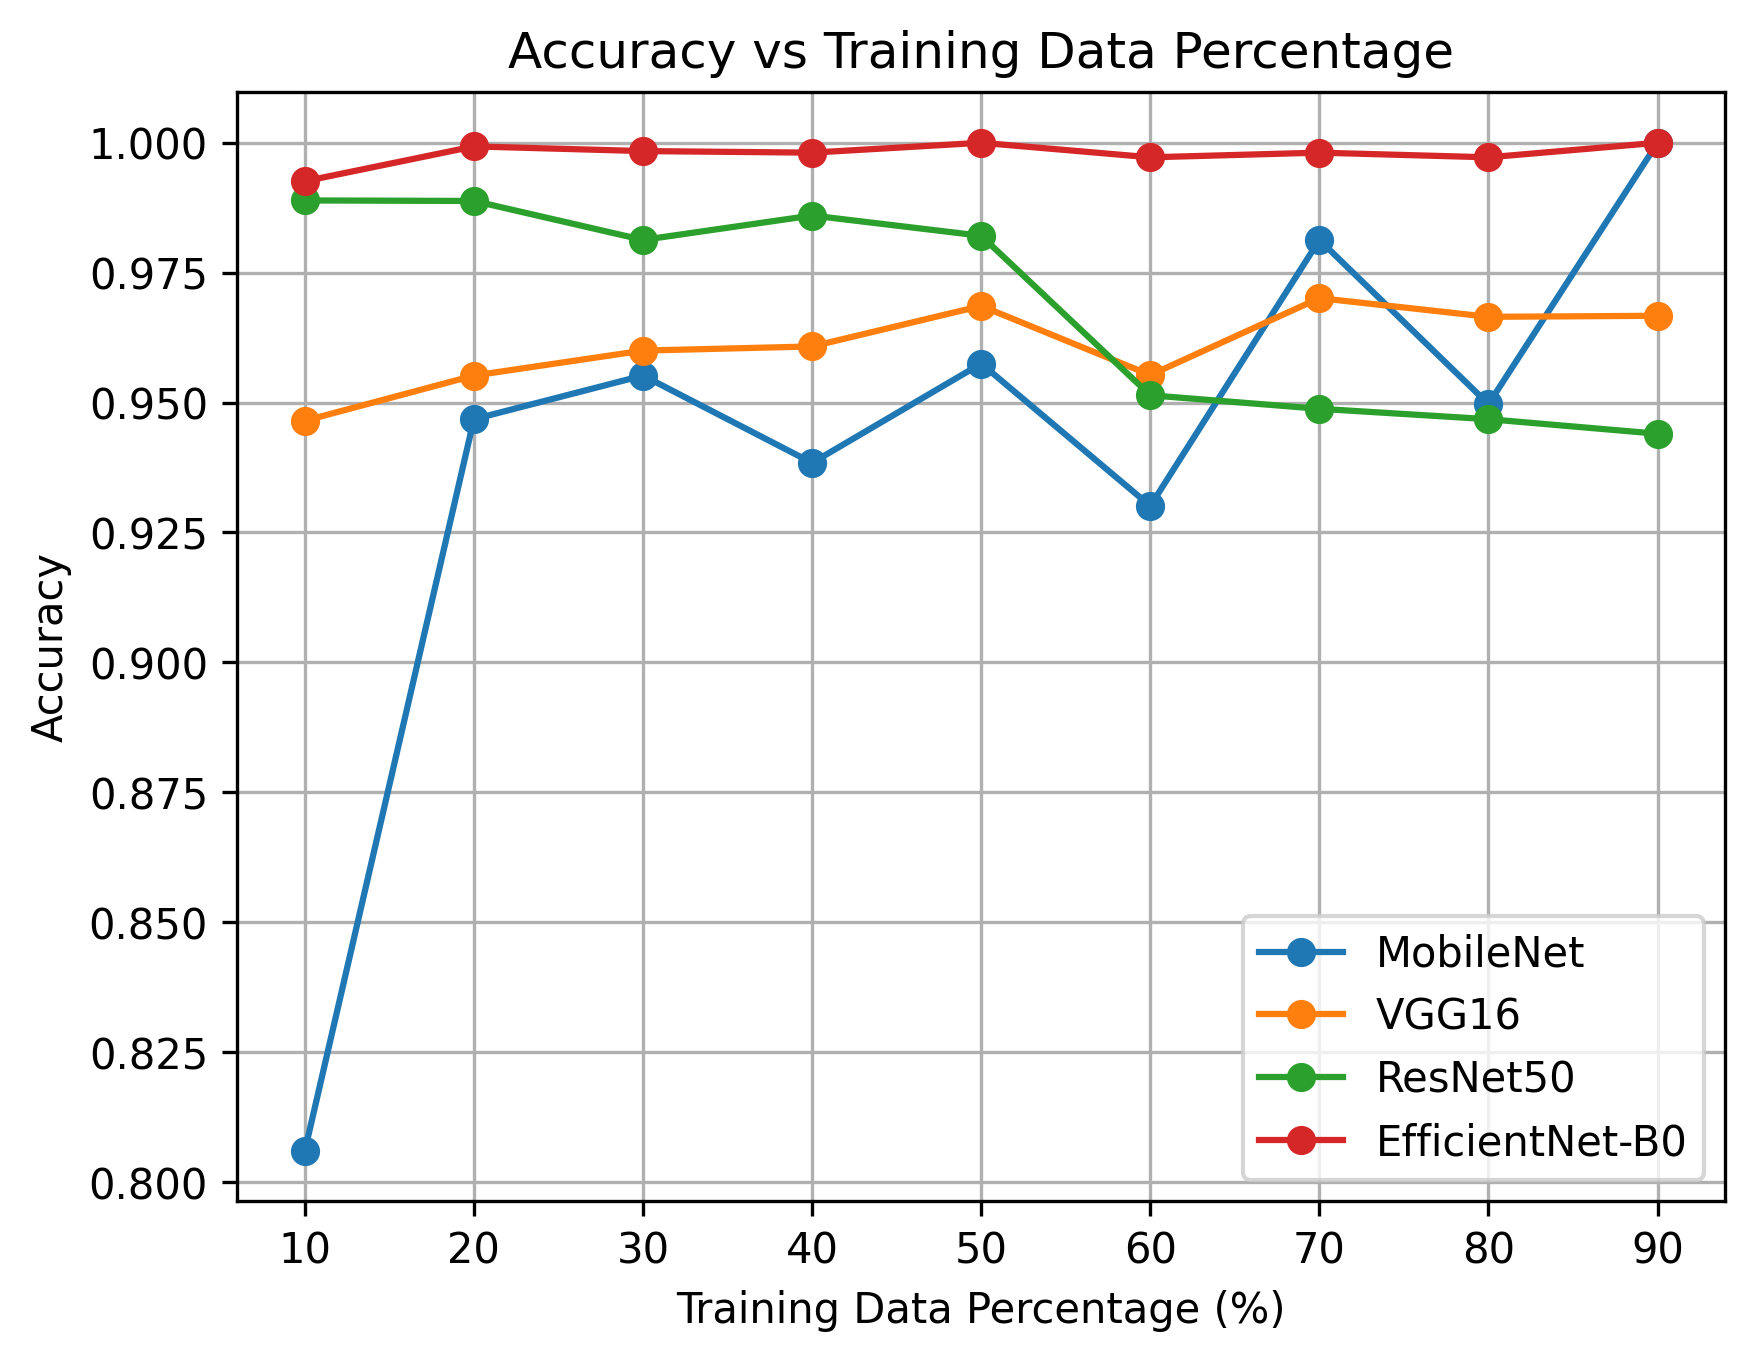 Accuracy vs Training Data Percentage
1.000
0.975
0.950
0.925
0.900
0.875
0.850
0.825
0.800
Accuracy
MobileNet
VGG16
ResNet50
EfficientNet-B0
10 20 30 40 50 60 70 80 90
Training Data Percentage (%)